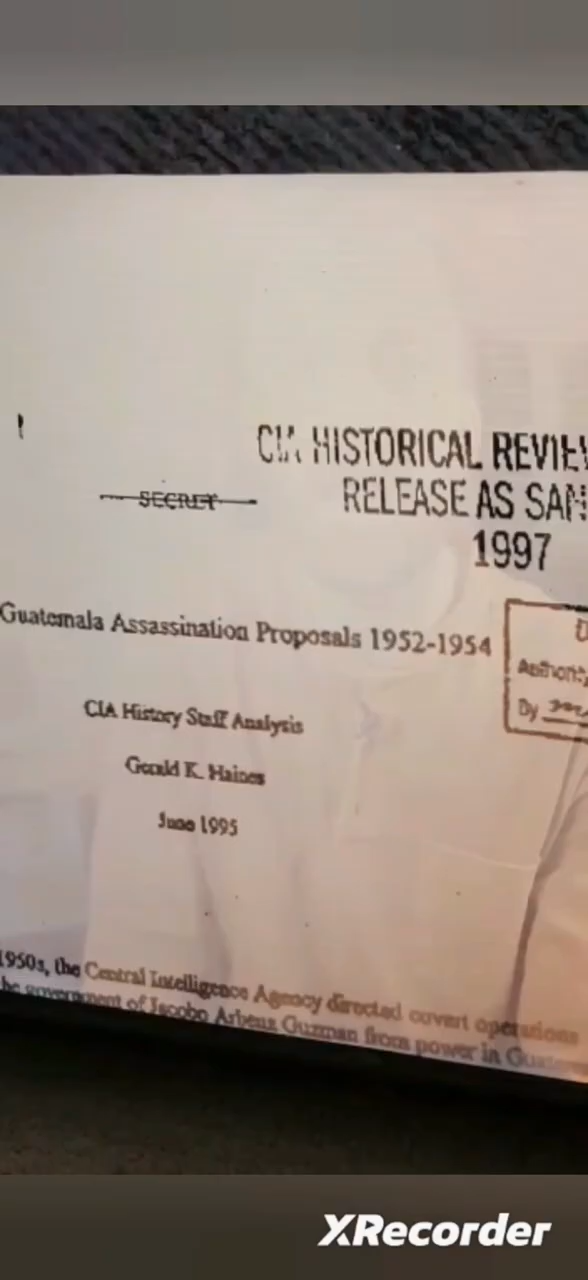 CIA HISTORICAL REVIEW
RELEASE AS SAN
1997
SECRET
Guatemala Assassination Proposals 1952-1954
By
CIA History Staff Analysis
Gerald K. Haines
June 1995
1950s, the Central Intelligence Agency directed covert operations
he government of Jacobo Arbenz Guzman from power in
XRecorder